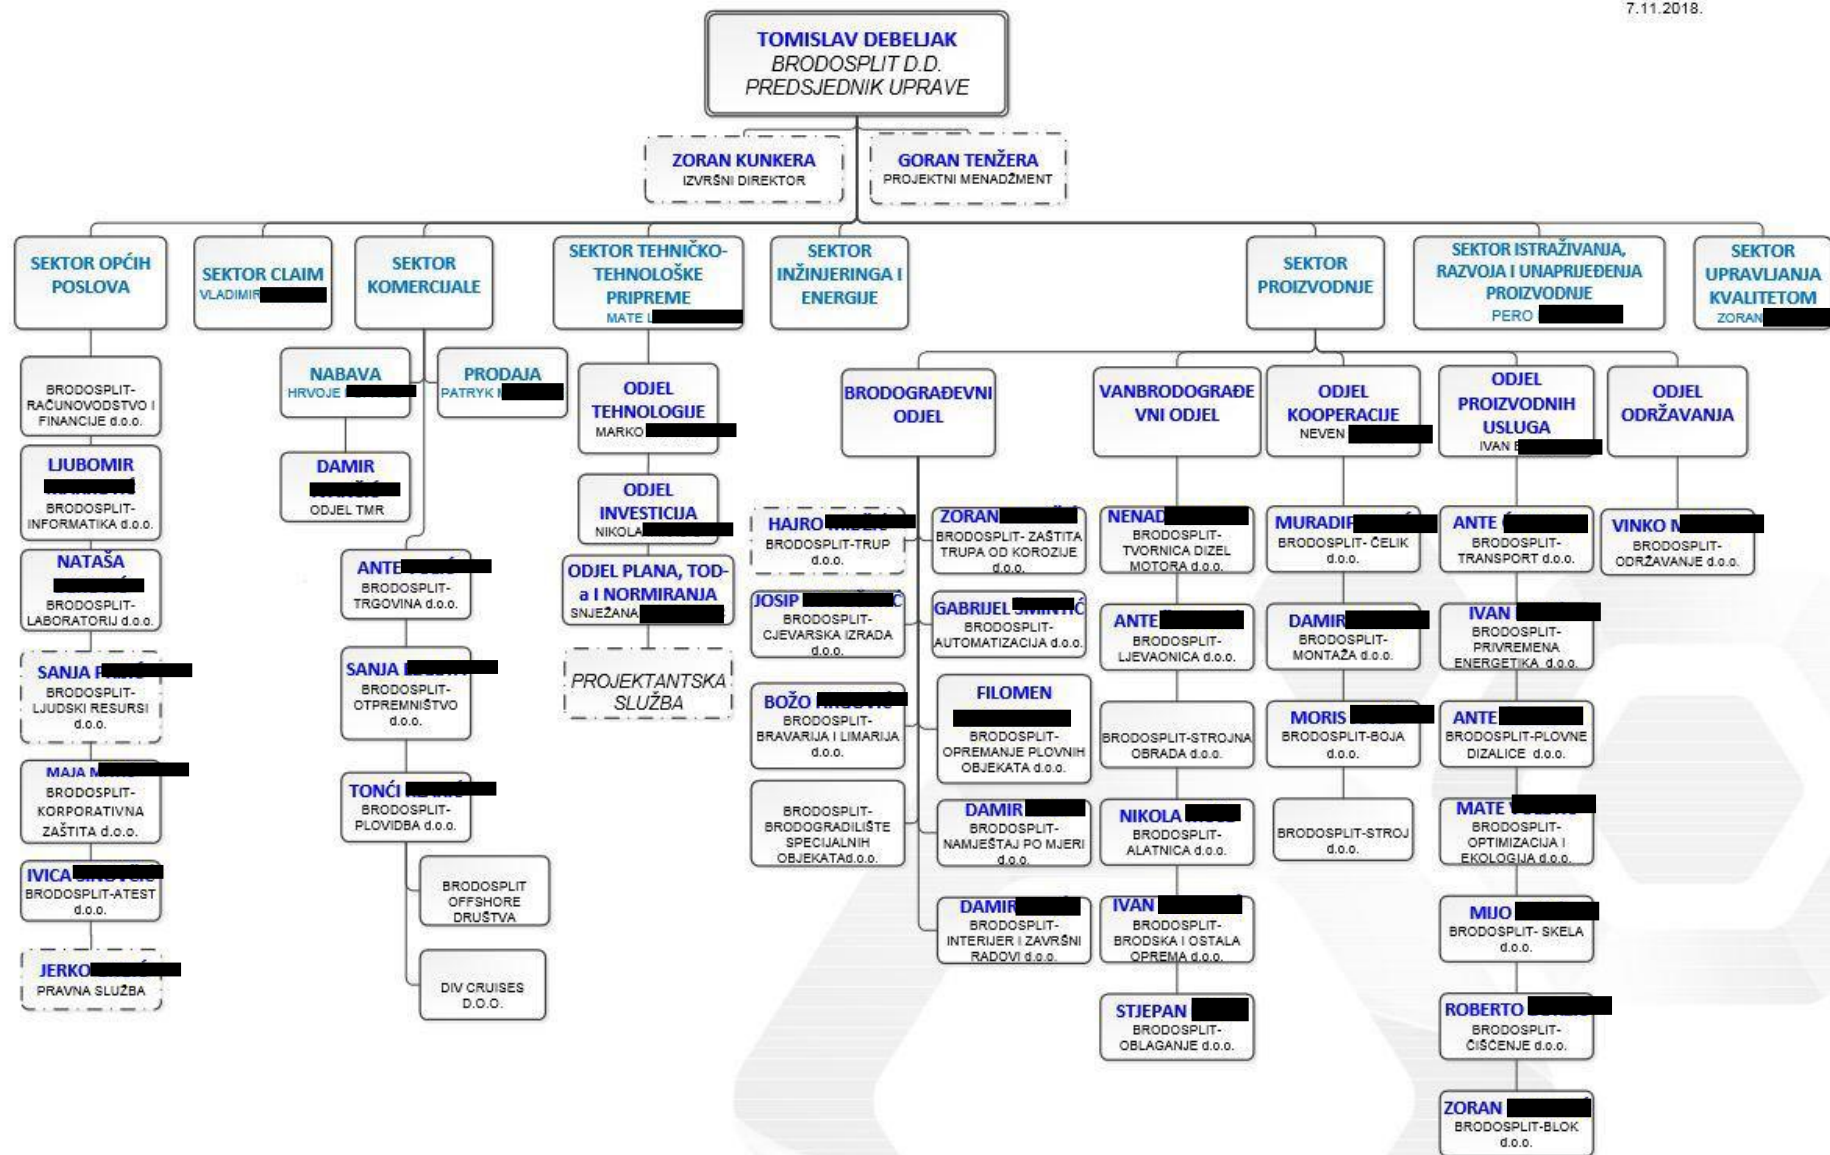 7.11.2018.
TOMISLAV DEBELJAK
BRODOSPLIT D.D.
PREDSJEDNIK UPRAVE
ZORAN KUNKERA
IZVRŠNI DIREKTOR
GORAN TENŽERA
PROJEKTNI MENADŽMENT
SEKTOR OPĆIH
POSLOVA
SEKTOR CLAIM
VLADIMIR
SEKTOR
KOMERCIJALE
SEKTOR TEHNIČKO-
TEHNOLOŠKE
PRIPREME
MATE
SEKTOR
INŽINJERINGA I
ENERGIJE
SEKTOR
PROIZVODNJE
SEKTOR ISTRAŽIVANJA,
RAZVOJA I UNAPRIJEĐENJA
PROIZVODNJE
PERO
SEKTOR
UPRAVLJANJA
KVALITETOM
ZORAN
BRODOSPLIT-
RAČUNOVODSTVO I
FINANCIJE d.o.o.
LJUBOMIR
BRODOSPLIT-
INFORMATIKA d.o.o.
NATAŠA
BRODOSPLIT-
LABORATORIJ d.o.o.
SANJA
BRODOSPLIT-
LJUDSKI RESURSI
d.o.o.
MAJA
BRODOSPLIT-
KORPORATIVNA
ZAŠTITA d.o.o.
IVICA
BRODOSPLIT-ATEST
d.o.o.
JERKO
PRAVNA SLUŽBA
NABAVA
HRVOJE
PRODAJA
PATRYK
DAMIR
ODJEL TMR
ANTE
BRODOSPLIT-
TRGOVINA d.o.o.
SANJA
BRODOSPLIT-
OTPREMNIŠTVO
d.o.o.
TONĆI
BRODOSPLIT-
PLOVIDBA d.o.o.
BRODOSPLIT
OFFSHORE
DRUŠTVA
DIV CRUISES
D.O.O.
ODJEL
TEHNOLOGIJE
MARKO
ODJEL
INVESTICIJA
NIKOLA
ODJEL PLANA, TOD-
a I NORMIRANJA
SNJEŽANA
PROJEKTANTSKA
SLUŽBA
BRODOGRAĐEVNI
ODJEL
HAJRO
BRODOSPLIT-TRUP
d.o.o.
ZORAN
BRODOSPLIT- ZAŠTITA
TRUPA OD KOROZIJE
d.o.o.
JOSIP
BRODOSPLIT-
CJEVARSKA IZRADA
d.o.o.
GABRIJEL
BRODOSPLIT-
AUTOMATIZACIJA d.o.o.
BOŽO
BRODOSPLIT-
BRAVARIJA I LIMARIJA
d.o.o.
FILOMEN
BRODOSPLIT-
OPREMANJE PLOVNIH
OBJEKATA d.o.o.
BRODOSPLIT-
BRODOGRADILIŠTE
SPECIJALNIH
OBJEKATAd.o.o.
DAMIR
BRODOSPLIT-
NAMJEŠTAJ PO MJERI
d.o.o.
DAMIR
BRODOSPLIT-
INTERIJER I ZAVRŠNI
RADOVI d.o.o.
VANBRODOGRAĐE
VNI ODJEL
NENAD
BRODOSPLIT-
TVORNICA DIZEL
MOTORA d.o.o.
ANTE
BRODOSPLIT-
LJEVAONICA d.o.o.
BRODOSPLIT-STROJNA
OBRADA d.o.o.
NIKOLA
BRODOSPLIT-
ALATNICA d.o.o.
IVAN
BRODOSPLIT-
BRODSKA I OSTALA
OPREMA d.o.o.
STJEPAN
BRODOSPLIT-
OBLAGANJE d.o.o.
ODJEL
KOOPERACIJE
NEVEN
MURADIF
BRODOSPLIT- ČELIK
d.o.o.
DAMIR
BRODOSPLIT-
MONTAŽA d.o.o.
MORIS
BRODOSPLIT-BOJA
d.o.o.
BRODOSPLIT-STROJ
d.o.o.
ODJEL
PROIZVODNIH
USLUGA
IVAN
ANTE
BRODOSPLIT-
TRANSPORT d.o.o.
IVAN
BRODOSPLIT-
PRIVREMENA
ENERGETIKA d.o.o.
ANTE
BRODOSPLIT-PLOVNE
DIZALICE d.o.o.
MATE
BRODOSPLIT-
OPTIMIZACIJA I
EKOLOGIJA d.o.o.
MIJO
BRODOSPLIT- SKELA
d.o.o.
ROBERTO
BRODOSPLIT-
ČIŠĆENJE d.o.o.
ZORAN
BRODOSPLIT-BLOK
d.o.o.
ODJEL
ODRŽAVANJA
VINKO
BRODOSPLIT-
ODRŽAVANJE d.o.o.